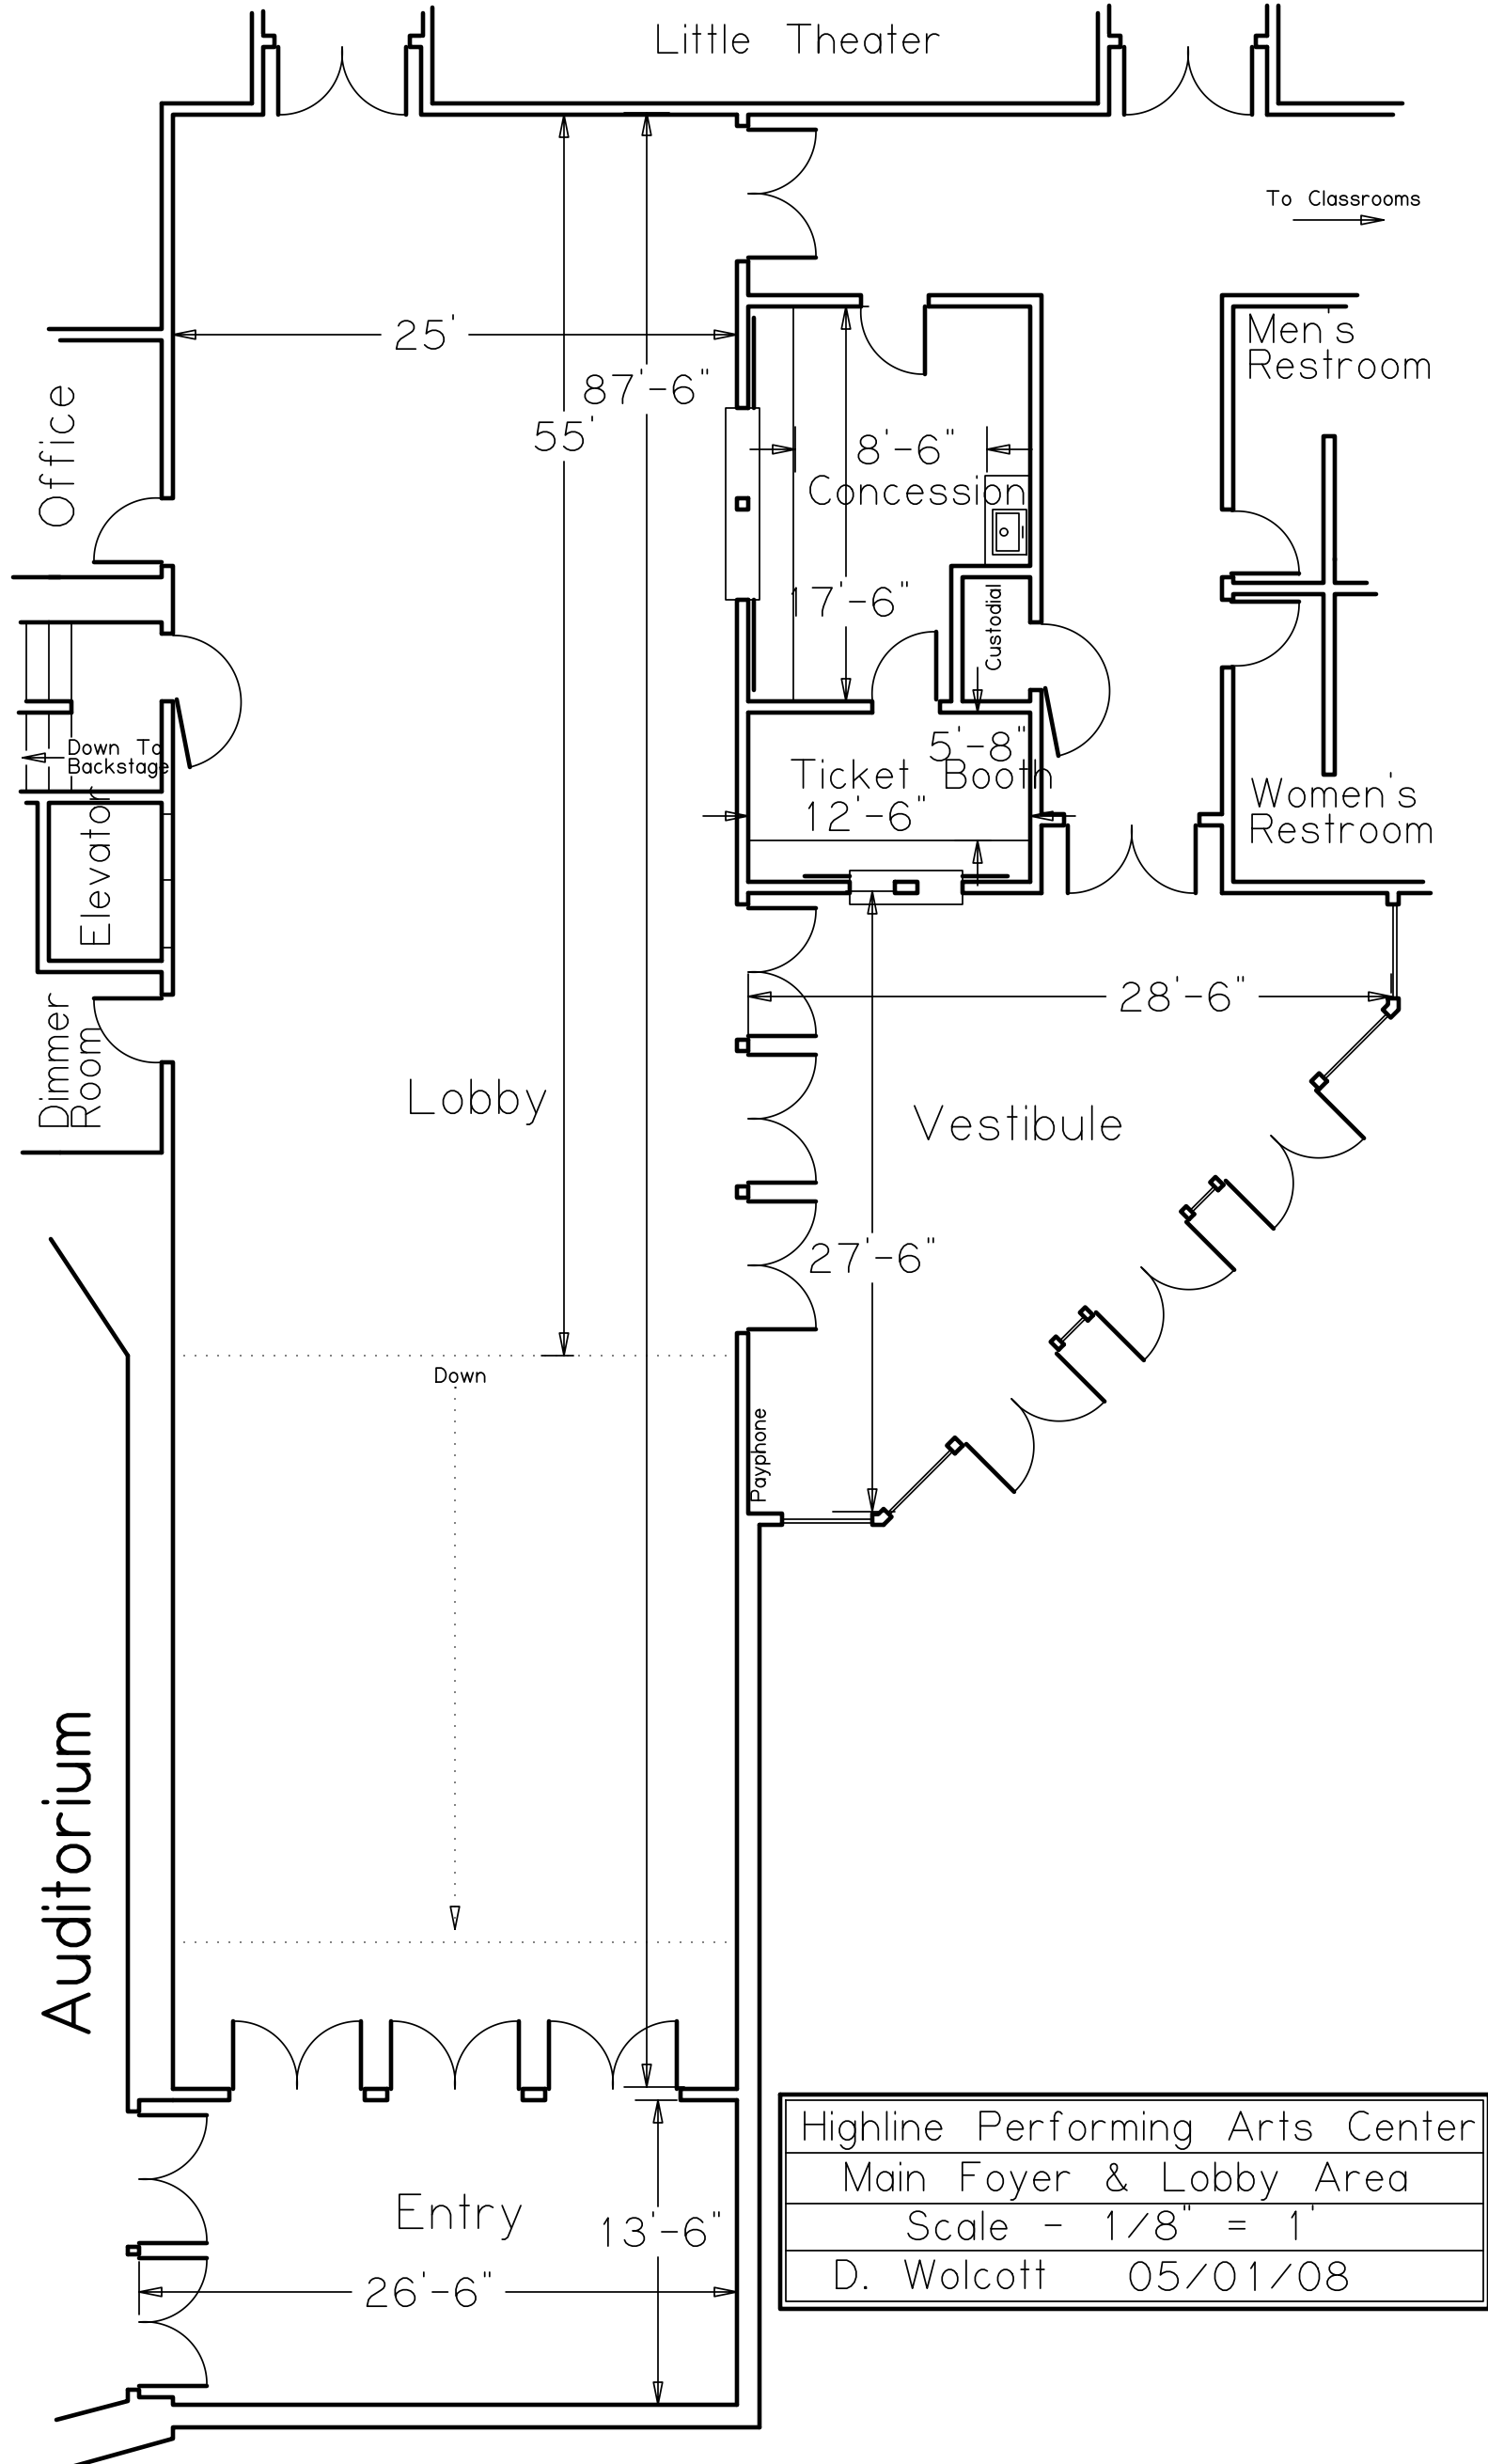 Little Theater
To Classrooms
25'
87'-6"
55'
Men's
Restroom
Office
8'-6"
Concession
17'-6"
Custodial
Down To
Backstage
5'-8"
Ticket Booth
12'-6"
Women's
Restroom
Elevator
28'-6"
Dimmer
Room
Lobby
Vestibule
27'-6"
Down
Payphone
Auditorium
Entry
13'-6"
26'-6"
Highline Performing Arts Center
Main Foyer & Lobby Area
Scale - 1/8" = 1'
D. Wolcott 05/01/08